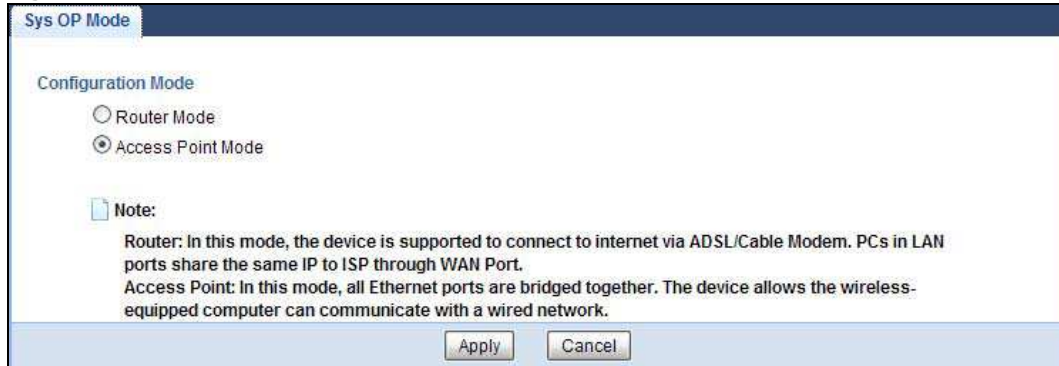 Sys OP Mode
Configuration Mode
Router Mode
Access Point Mode
Note:
Router: In this mode, the device is supported to connect to internet via ADSL/Cable Modem. PCs in LAN
ports share the same IP to ISP through WAN Port.
Access Point: In this mode, all Ethernet ports are bridged together. The device allows the wireless-
equipped computer can communicate with a wired network.
Apply Cancel